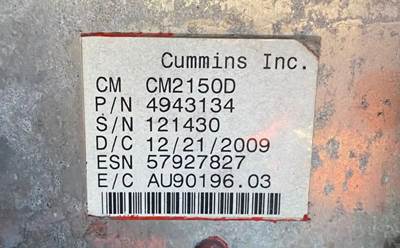 Cummins Inc.
CM CM2150D
P/N 4943134
S/N 121430
D/C 12/21/2009
ESN 57927827
E/C AU90196.03